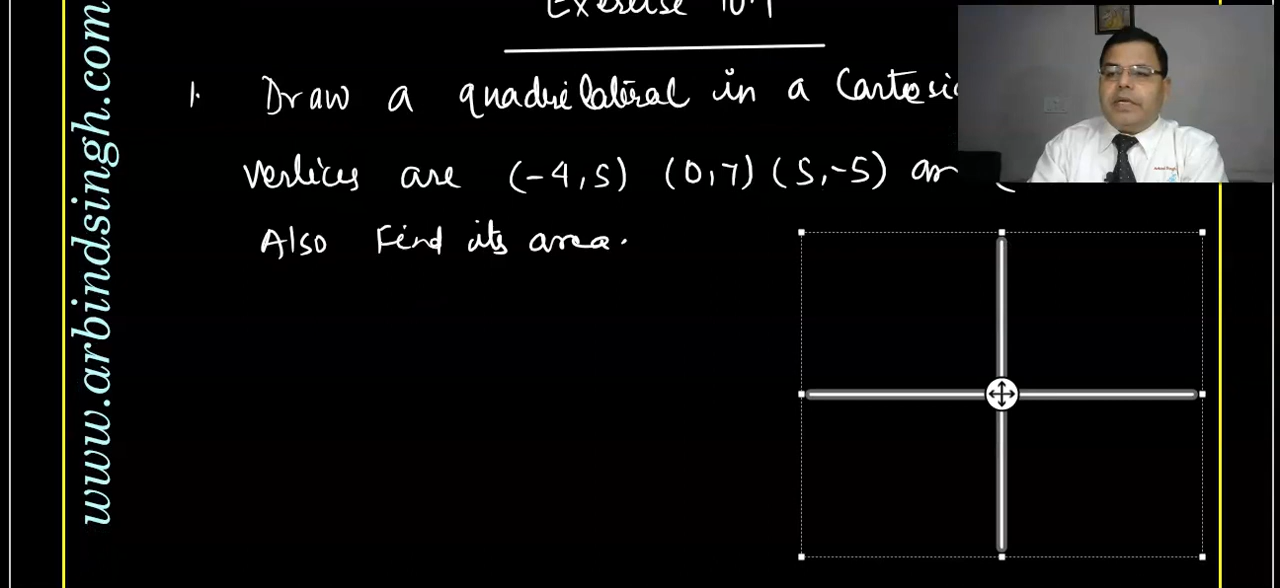 Exercise 10.1
1. Draw a quadrilateral in a Cartesia
vertices are (-4,5) (0,7) (5,-5) an
Also Find its area.
www.arbindsingh.com